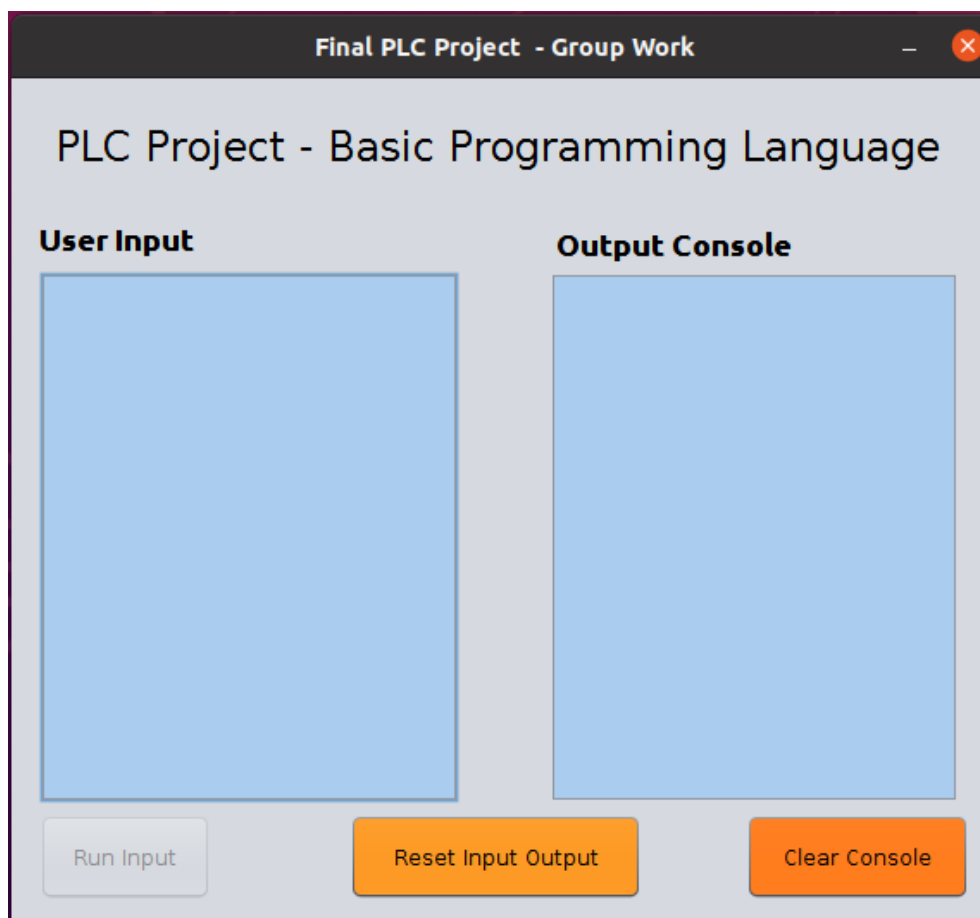 Final PLC Project  - Group Work
PLC Project - Basic Programming Language
User Input
Output Console
Run Input
Reset Input Output
Clear Console